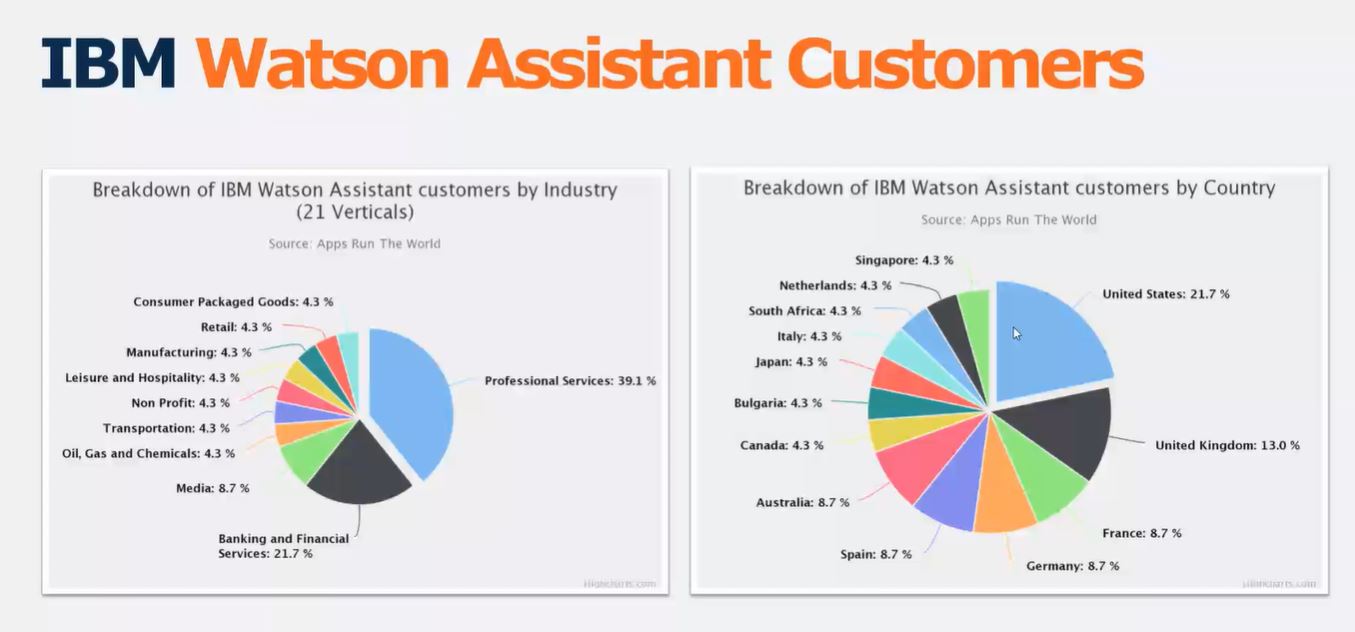 IBM Watson Assistant Customers
Breakdown of IBM Watson Assistant customers by Industry
(21 Verticals)
Source: Apps Run The World
Consumer Packaged Goods: 4.3 %
Retail: 4.3 %
Manufacturing: 4.3 %
Leisure and Hospitality: 4.3 %
Non Profit: 4.3 %
Transportation: 4.3 %
Oil, Gas and Chemicals: 4.3 %
Media: 8.7 %
Banking and Financial
Services: 21.7 %
Professional Services: 39.1 %
Highcharts.com
Breakdown of IBM Watson Assistant customers by Country
Source: Apps Run The World
Singapore: 4.3 %
Netherlands: 4.3 %
South Africa: 4.3 %
Italy: 4.3 %
Japan: 4.3 %
Bulgaria: 4.3 %
Canada: 4.3 %
Australia: 8.7 %
Spain: 8.7 %
Germany: 8.7 %
France: 8.7 %
United Kingdom: 13.0 %
United States: 21.7 %
Highcharts.com